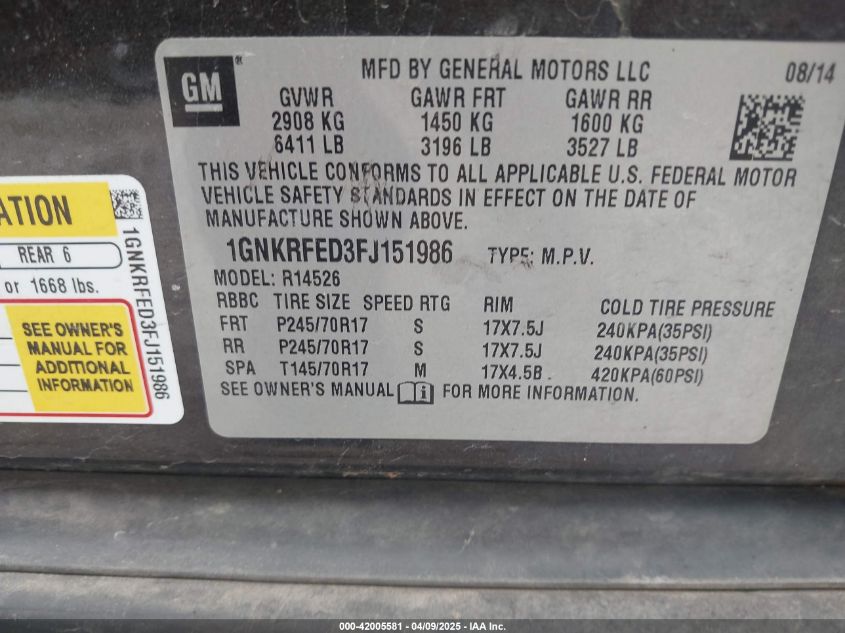 GM®
MFD BY GENERAL MOTORS LLC 08/14
GVWR GAWR FRT GAWR RR
2908 KG 1450 KG 1600 KG
6411 LB 3196 LB 3527 LB
THIS VEHICLE CONFORMS TO ALL APPLICABLE U.S. FEDERAL MOTOR
VEHICLE SAFETY STANDARDS IN EFFECT ON THE DATE OF
MANUFACTURE SHOWN ABOVE.
1GNKRFED3FJ151986 TYPE: M.P.V.
MODEL: R14526
RBBC TIRE SIZE SPEED RTG RIM COLD TIRE PRESSURE
FRT P245/70R17 S 17X7.5J 240KPA(35PSI)
RR P245/70R17 S 17X7.5J 240KPA(35PSI)
SPA T145/70R17 M 17X4.5B 420KPA(60PSI)
SEE OWNER'S MANUAL FOR MORE INFORMATION.
ATION
REAR 6
or 1668 lbs.
SEE OWNER'S
MANUAL FOR
ADDITIONAL
INFORMATION
1GNKRFED3FJ151986
000-42005581 - 04/09/2025 - IAA Inc.